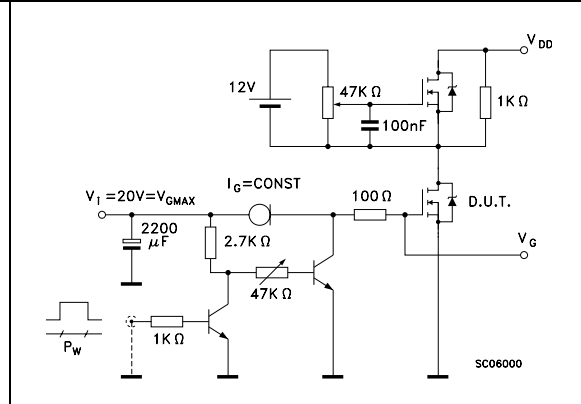 V_DD
12V
47K Ω
1K Ω
100nF
V_I =20V=V_GMAX
I_G=CONST
100Ω
D.U.T.
2200
μF
2.7K Ω
47K Ω
V_G
1K Ω
P_W
SC06000